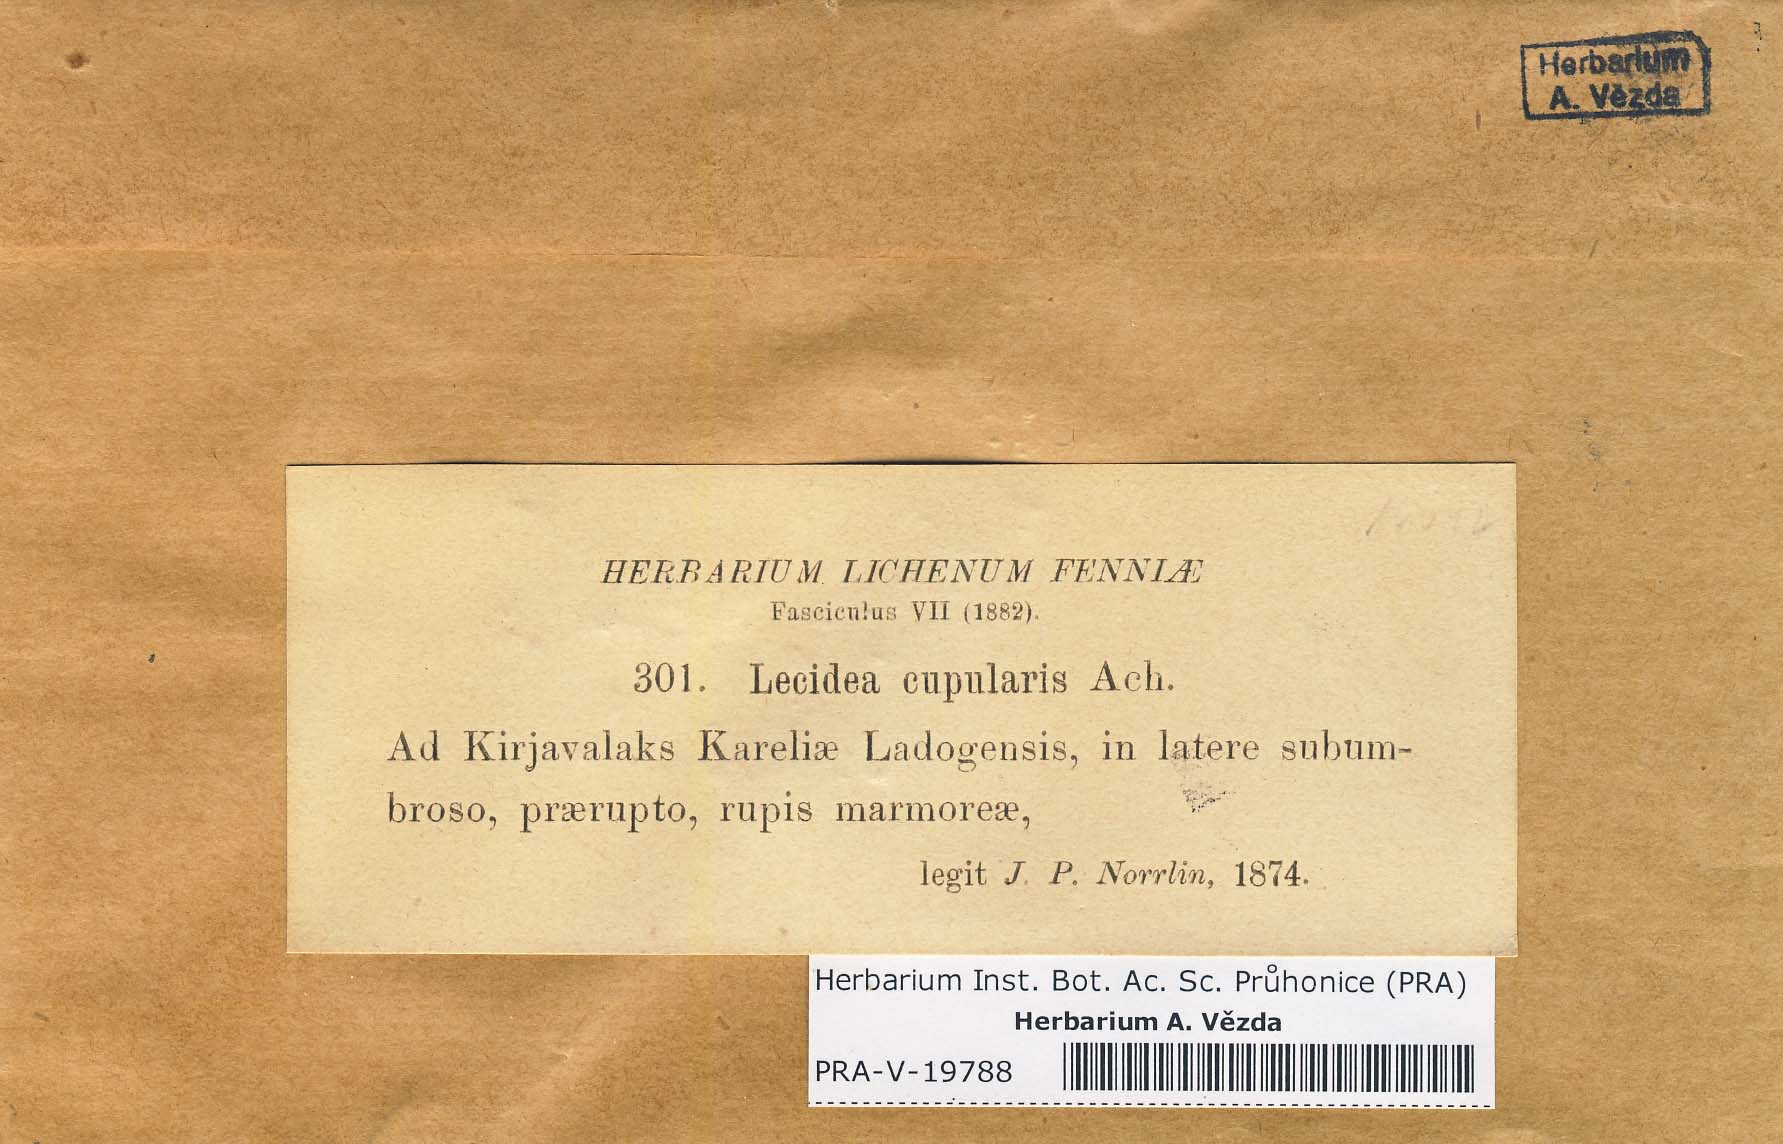 Herbarium
A. Vězda
HERBARIUM LICHENUM FENNIÆ
Fasciculus VII (1882).
301. Lecidea cupularis Ach.
Ad Kirjavalaks Kareliæ Ladogensis, in latere subum-
broso, prærupto, rupis marmoreæ,
legit J. P. Norrlin, 1874.
Herbarium Inst. Bot. Ac. Sc. Průhonice (PRA)
Herbarium A. Vězda
PRA-V-19788